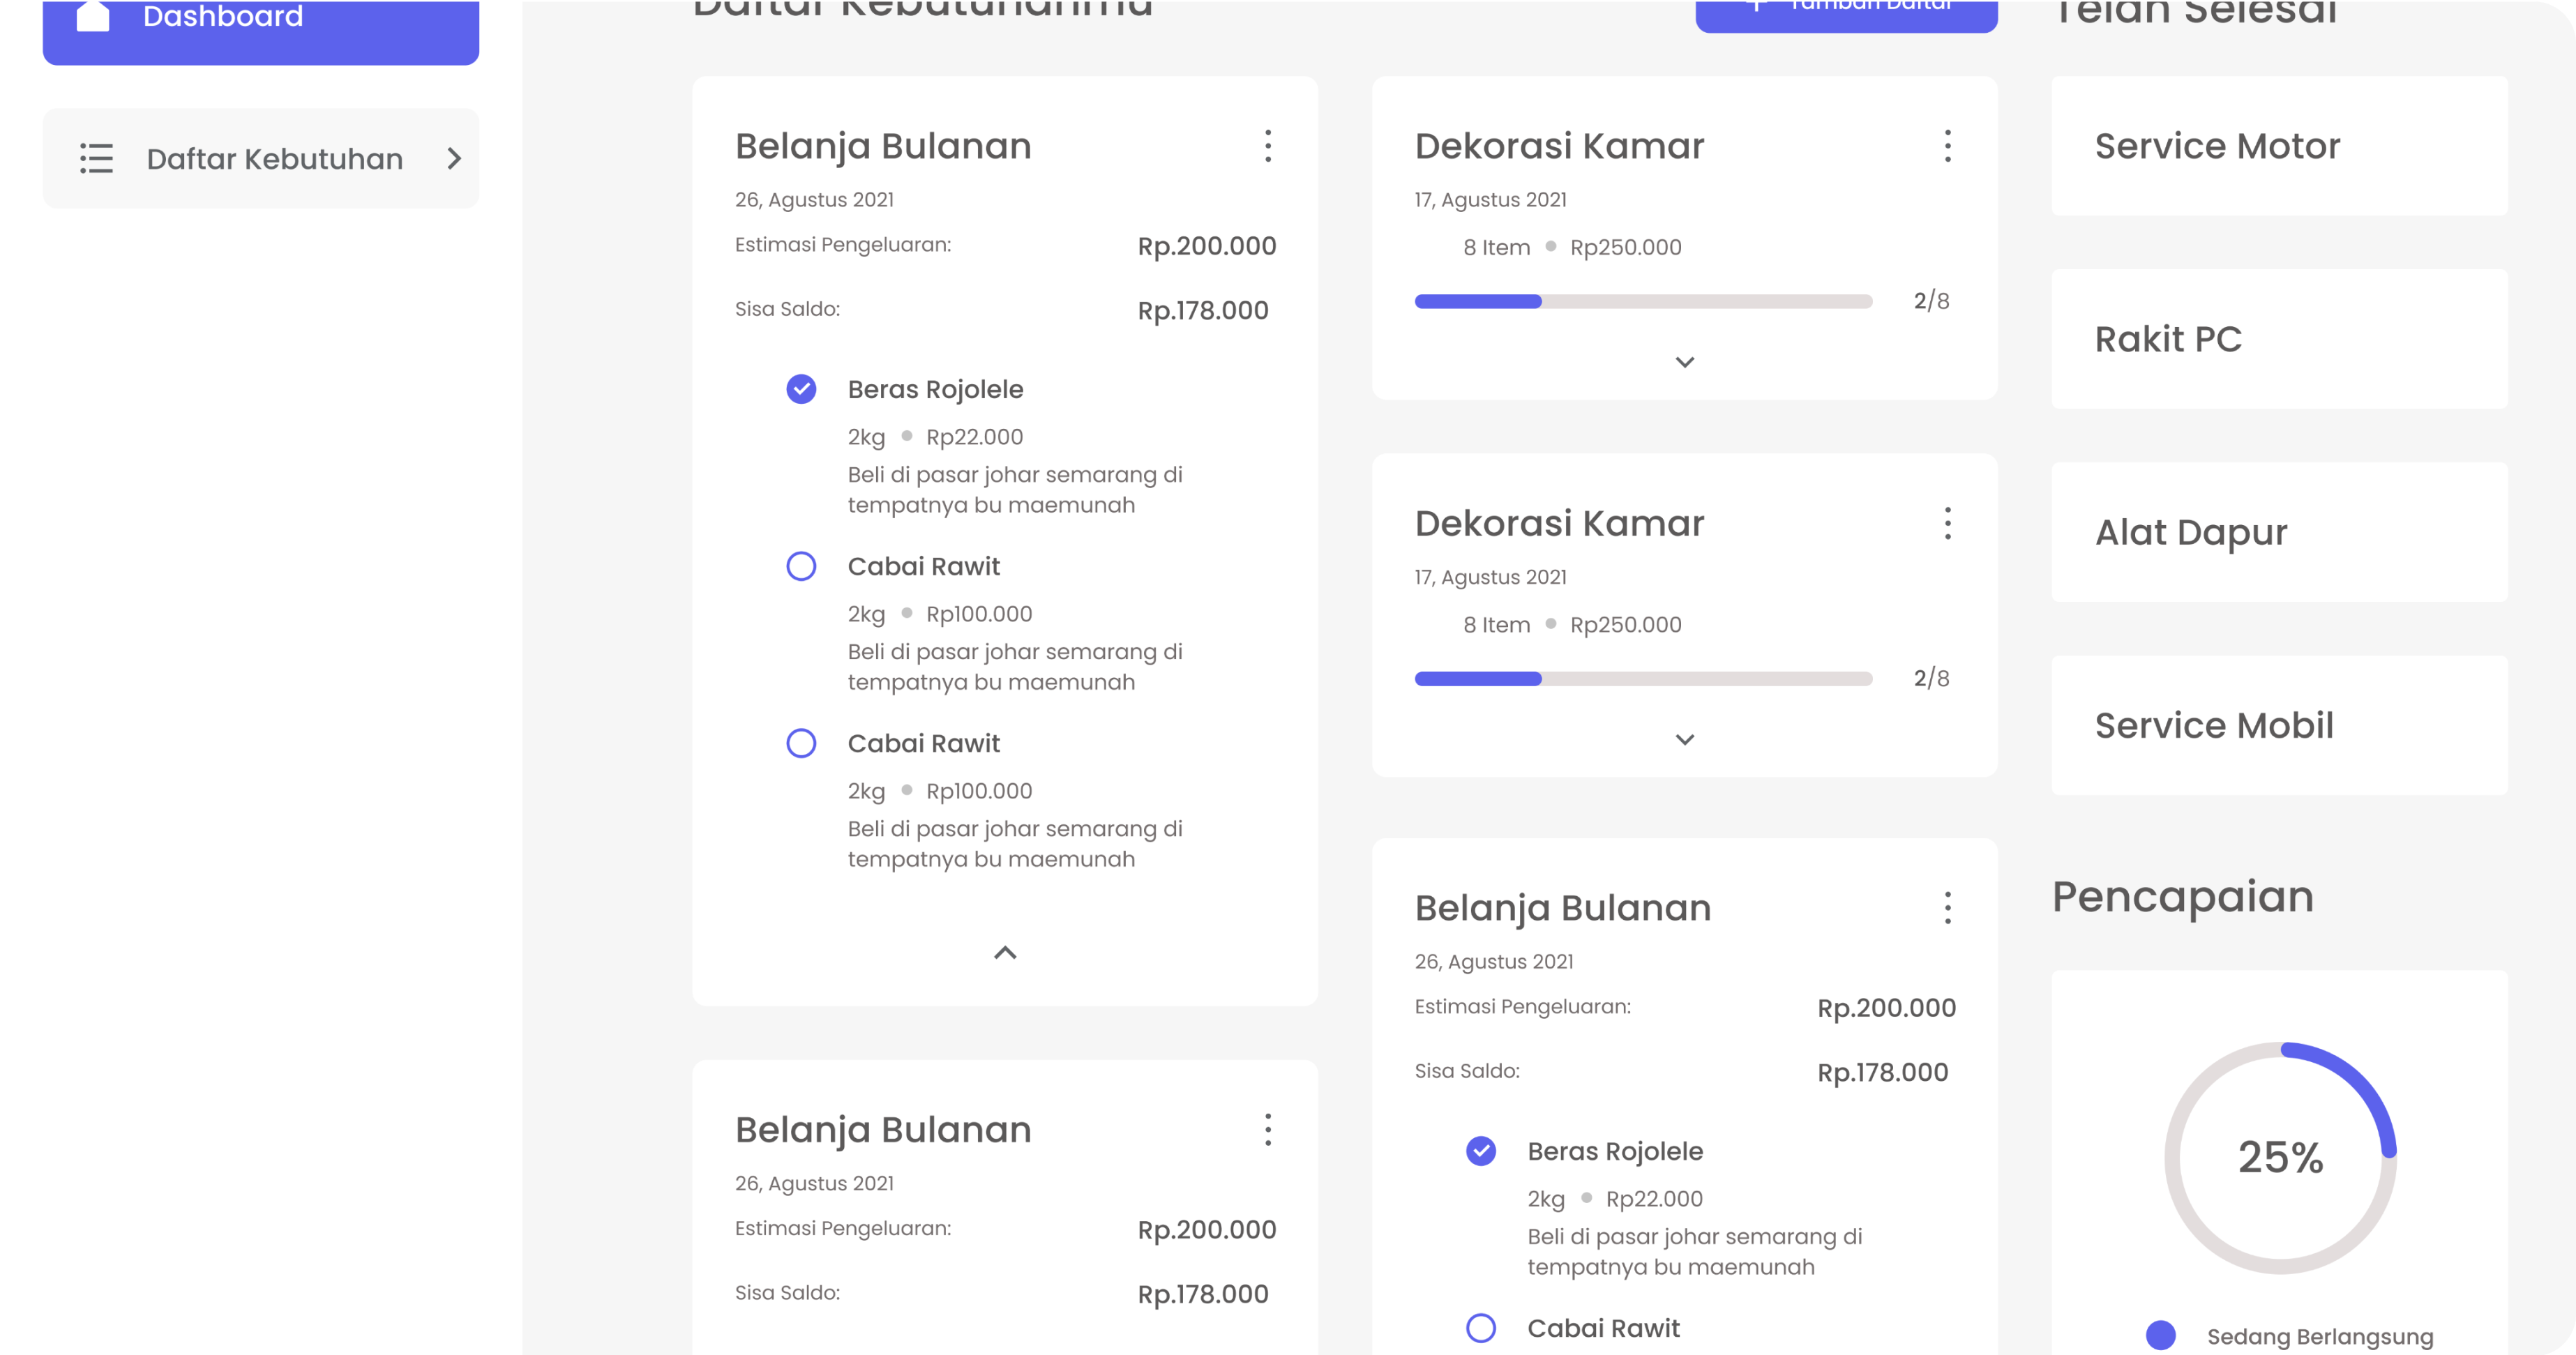 Dashboard
Daftar Kebutuhan
Daftar Kebutuhanmu
Tambah Daftar
Belanja Bulanan
26, Agustus 2021
Estimasi Pengeluaran: Rp.200.000
Sisa Saldo: Rp.178.000
Beras Rojolele
2kg Rp22.000
Beli di pasar johar semarang di
tempatnya bu maemunah
Cabai Rawit
2kg Rp100.000
Beli di pasar johar semarang di
tempatnya bu maemunah
Cabai Rawit
2kg Rp100.000
Beli di pasar johar semarang di
tempatnya bu maemunah
Belanja Bulanan
26, Agustus 2021
Estimasi Pengeluaran: Rp.200.000
Sisa Saldo: Rp.178.000
Dekorasi Kamar
17, Agustus 2021
8 Item Rp250.000
2/8
Dekorasi Kamar
17, Agustus 2021
8 Item Rp250.000
2/8
Belanja Bulanan
26, Agustus 2021
Estimasi Pengeluaran: Rp.200.000
Sisa Saldo: Rp.178.000
Beras Rojolele
2kg Rp22.000
Beli di pasar johar semarang di
tempatnya bu maemunah
Cabai Rawit
Telah Selesai
Service Motor
Rakit PC
Alat Dapur
Service Mobil
Pencapaian
25%
Sedang Berlangsung